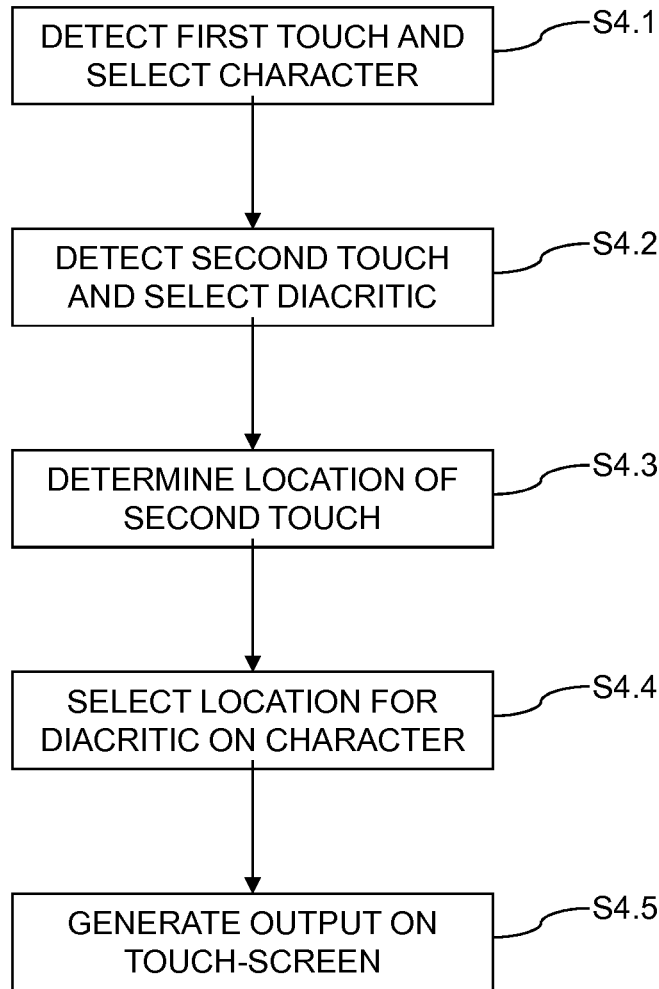 DETECT FIRST TOUCH AND
SELECT CHARACTER
S4.1
DETECT SECOND TOUCH
AND SELECT DIACRITIC
S4.2
DETERMINE LOCATION OF
SECOND TOUCH
S4.3
SELECT LOCATION FOR
DIACRITIC ON CHARACTER
S4.4
GENERATE OUTPUT ON
TOUCH-SCREEN
S4.5